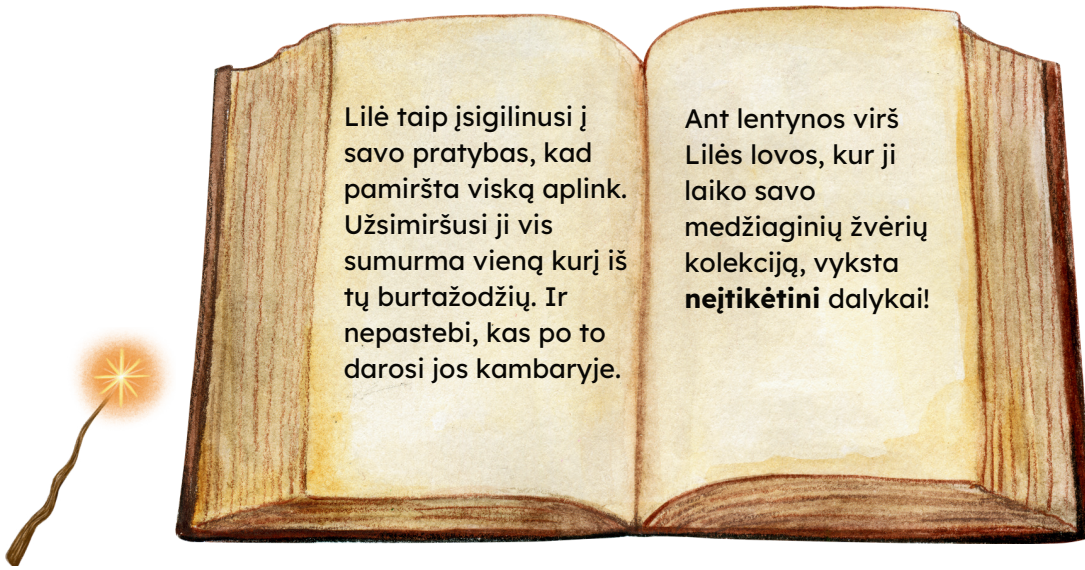 Lilė taip įsigilinusi į
savo pratybas, kad
pamiršta viską aplink.
Užsimiršusi ji vis
sumurma vieną kurį iš
tų burtažodžių. Ir
nepastebi, kas po to
darosi jos kambaryje.
Ant lentynos virš
Lilės lovos, kur ji
laiko savo
medžiaginių žvėrių
kolekciją, vyksta
neįtikėtini dalykai!